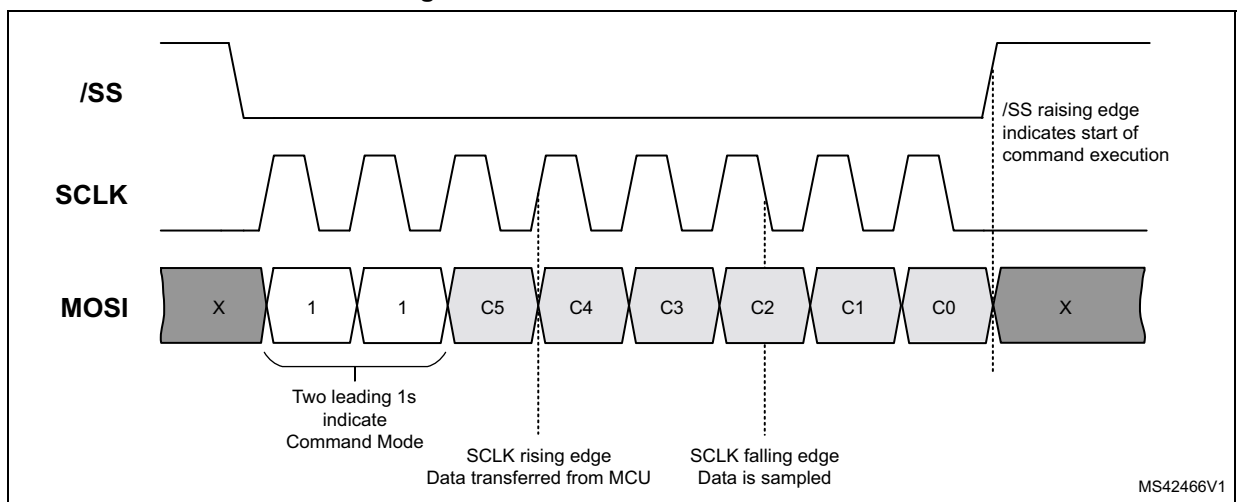 /SS
/SS raising edge
indicates start of
command execution
SCLK
MOSI
X 1 1 C5 C4 C3 C2 C1 C0 X
Two leading 1s
indicate
Command Mode
SCLK rising edge
Data transferred from MCU
SCLK falling edge
Data is sampled
MS42466V1